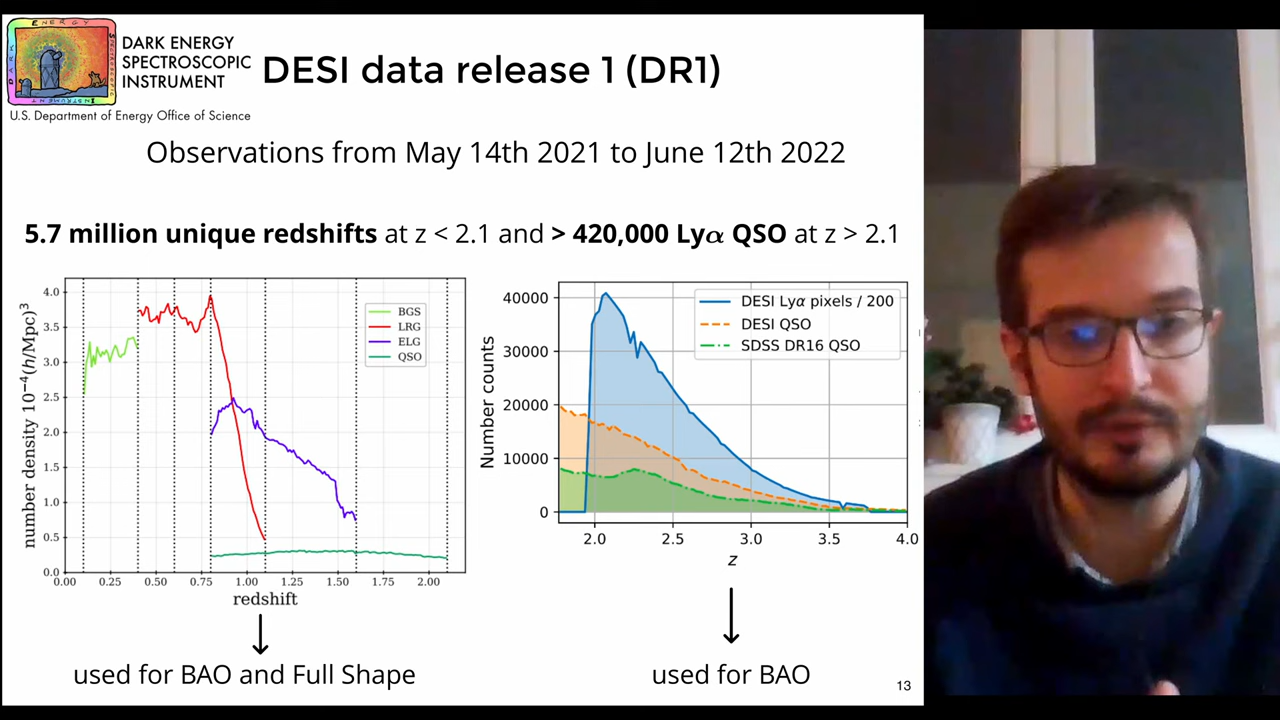 DARK ENERGY
SPECTROSCOPIC
INSTRUMENT
U.S. Department of Energy Office of Science
DESI data release 1 (DR1)
Observations from May 14th 2021 to June 12th 2022
5.7 million unique redshifts at z < 2.1 and > 420,000 Lyα QSO at z > 2.1
number density 10⁻⁴(h/Mpc)³
4.0
3.5
3.0
2.5
2.0
1.5
1.0
0.5
0.0
0.00 0.25 0.50 0.75 1.00 1.25 1.50 1.75 2.00
redshift
BGS
LRG
ELG
QSO
used for BAO and Full Shape
Number counts
40000
30000
20000
10000
0
2.0 2.5 3.0 3.5 4.0
z
DESI Lyα pixels / 200
DESI QSO
SDSS DR16 QSO
used for BAO
13